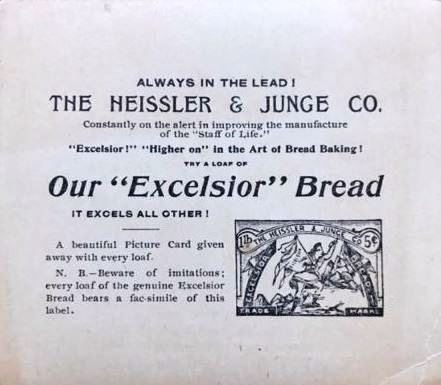 ALWAYS IN THE LEAD!
THE HEISSLER & JUNGE CO.
Constantly on the alert in improving the manufacture
of the "Staff of Life."
"Excelsior!" "Higher on" in the Art of Bread Baking!
TRY A LOAF OF
Our "Excelsior" Bread
IT EXCELS ALL OTHER!
A beautiful Picture Card given
away with every loaf.
N. B.—Beware of imitations;
every loaf of the genuine Excelsior
Bread bears a fac-simile of this
label.
1 lb THE HEISSLER & JUNGE CO 5¢
EXCELSIOR
TRADE MARK